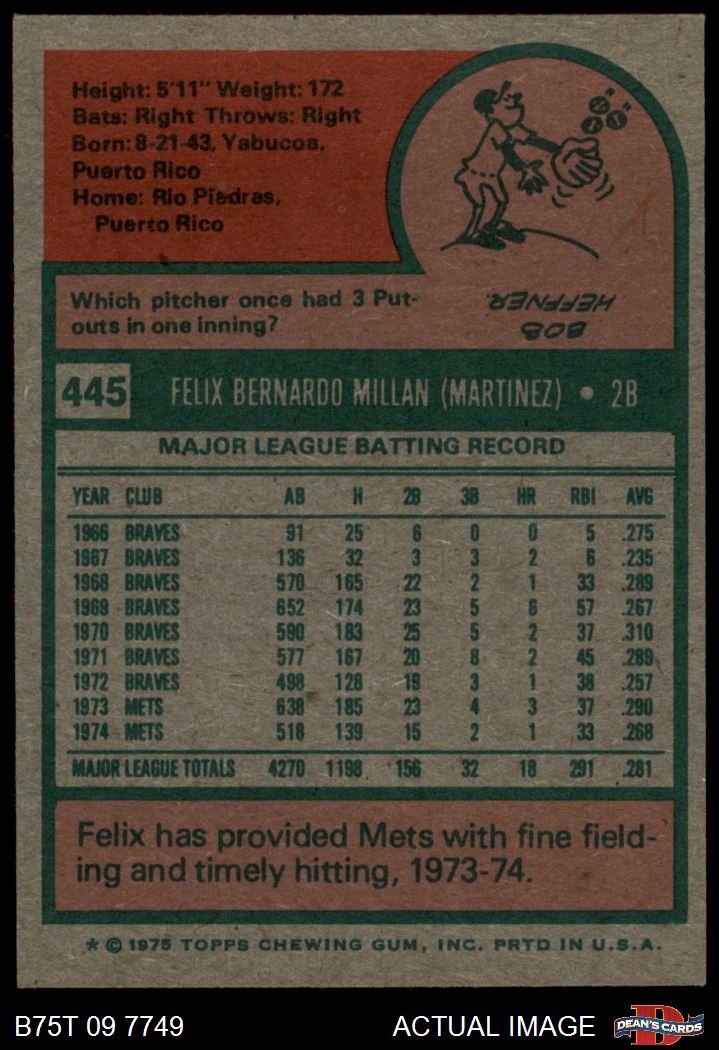 Height: 5'11" Weight: 172
Bats: Right Throws: Right
Born: 8-21-43, Yabucoa,
Puerto Rico
Home: Rio Piedras,
Puerto Rico
Which pitcher once had 3 Put-
outs in one inning?
BOB
HEFFNER.
445 FELIX BERNARDO MILLAN (MARTINEZ) • 2B
MAJOR LEAGUE BATTING RECORD
YEAR CLUB AB H 2B 3B HR RBI AVG
1966 BRAVES 91 25 6 0 0 5 .275
1967 BRAVES 136 32 3 3 2 6 .235
1968 BRAVES 570 165 22 2 1 33 .289
1969 BRAVES 652 174 23 5 6 57 .267
1970 BRAVES 590 183 25 5 2 37 .310
1971 BRAVES 577 167 20 8 2 45 .289
1972 BRAVES 498 128 19 3 1 38 .257
1973 METS 638 185 23 4 3 37 .290
1974 METS 518 139 15 2 1 33 .268
MAJOR LEAGUE TOTALS 4270 1198 156 32 18 291 .281
Felix has provided Mets with fine field-
ing and timely hitting, 1973-74.
* © 1975 TOPPS CHEWING GUM, INC. PRTD IN U.S.A.
B75T 09 7749 ACTUAL IMAGE DEAN'S CARDS